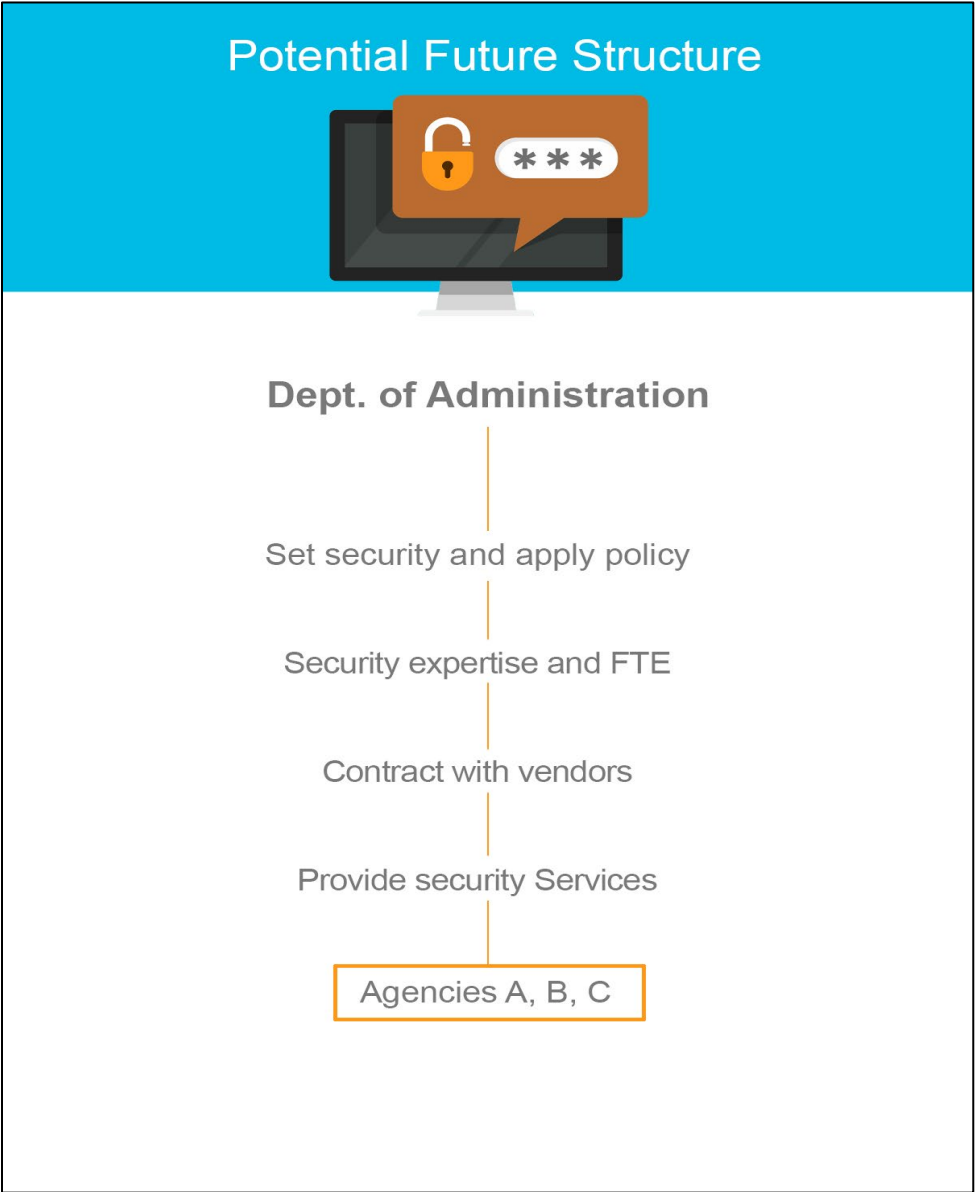 Potential Future Structure
***
Dept. of Administration
Set security and apply policy
Security expertise and FTE
Contract with vendors
Provide security Services
Agencies A, B, C